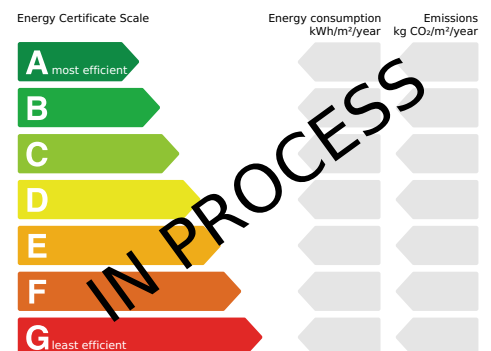 Energy Certificate Scale
Energy consumption
kWh/m²/year
Emissions
kg CO₂/m²/year
A most efficient
B
C
D
E
F
G least efficient
IN PROCESS